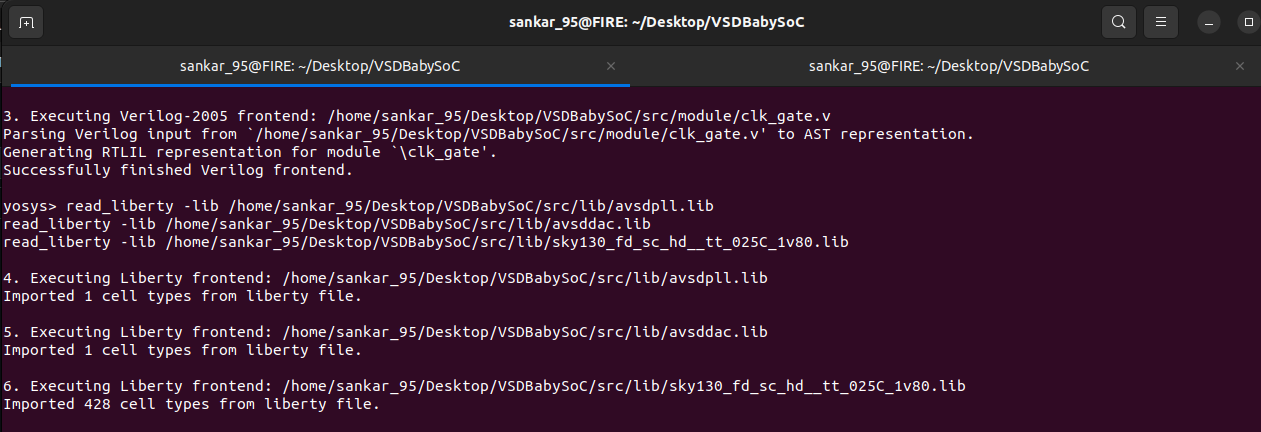 sankar_95@FIRE: ~/Desktop/VSDBabySoC
sankar_95@FIRE: ~/Desktop/VSDBabySoC
sankar_95@FIRE: ~/Desktop/VSDBabySoC
3. Executing Verilog-2005 frontend: /home/sankar_95/Desktop/VSDBabySoC/src/module/clk_gate.v
Parsing Verilog input from `/home/sankar_95/Desktop/VSDBabySoC/src/module/clk_gate.v' to AST representation.
Generating RTLIL representation for module `\clk_gate'.
Successfully finished Verilog frontend.
yosys> read_liberty -lib /home/sankar_95/Desktop/VSDBabySoC/src/lib/avsdpll.lib
read_liberty -lib /home/sankar_95/Desktop/VSDBabySoC/src/lib/avsddac.lib
read_liberty -lib /home/sankar_95/Desktop/VSDBabySoC/src/lib/sky130_fd_sc_hd__tt_025C_1v80.lib
4. Executing Liberty frontend: /home/sankar_95/Desktop/VSDBabySoC/src/lib/avsdpll.lib
Imported 1 cell types from liberty file.
5. Executing Liberty frontend: /home/sankar_95/Desktop/VSDBabySoC/src/lib/avsddac.lib
Imported 1 cell types from liberty file.
6. Executing Liberty frontend: /home/sankar_95/Desktop/VSDBabySoC/src/lib/sky130_fd_sc_hd__tt_025C_1v80.lib
Imported 428 cell types from liberty file.